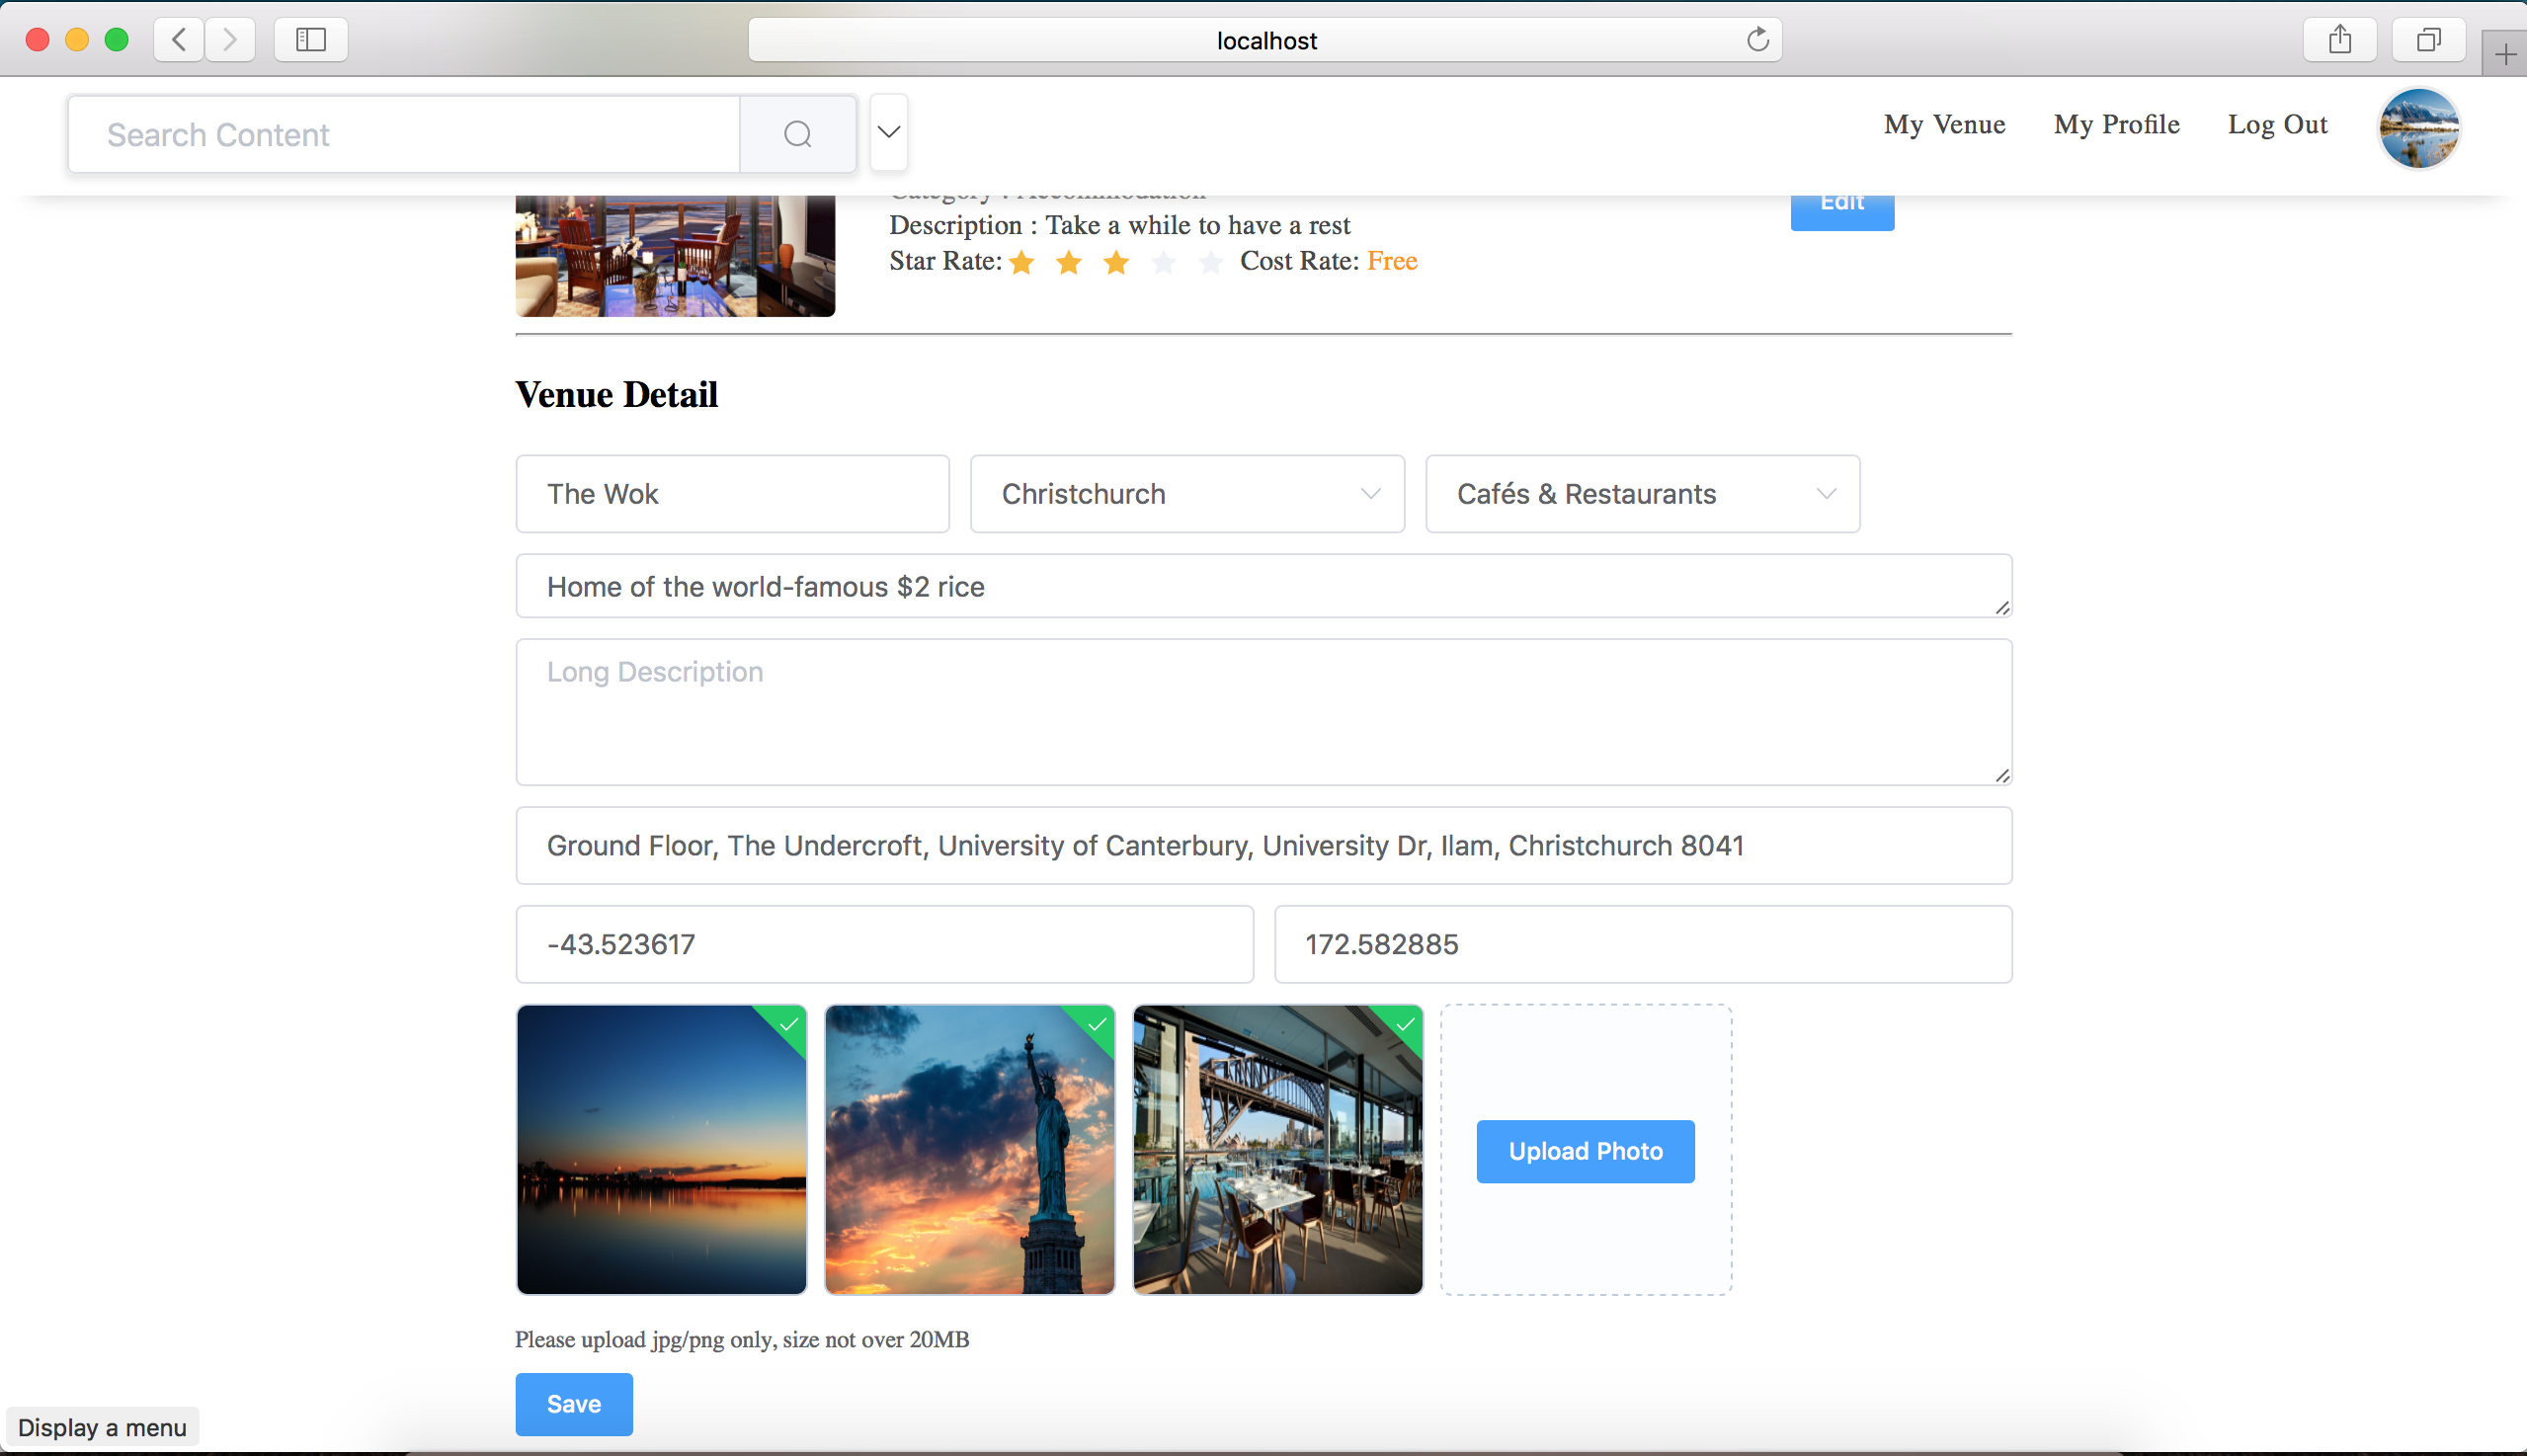 localhost
Search Content
My Venue My Profile Log Out
Category : Accommodation
Edit
Description : Take a while to have a rest
Star Rate: Cost Rate: Free
Venue Detail
The Wok Christchurch Cafés & Restaurants
Home of the world-famous $2 rice
Long Description
Ground Floor, The Undercroft, University of Canterbury, University Dr, Ilam, Christchurch 8041
-43.523617 172.582885
Upload Photo
Please upload jpg/png only, size not over 20MB
Save
Display a menu